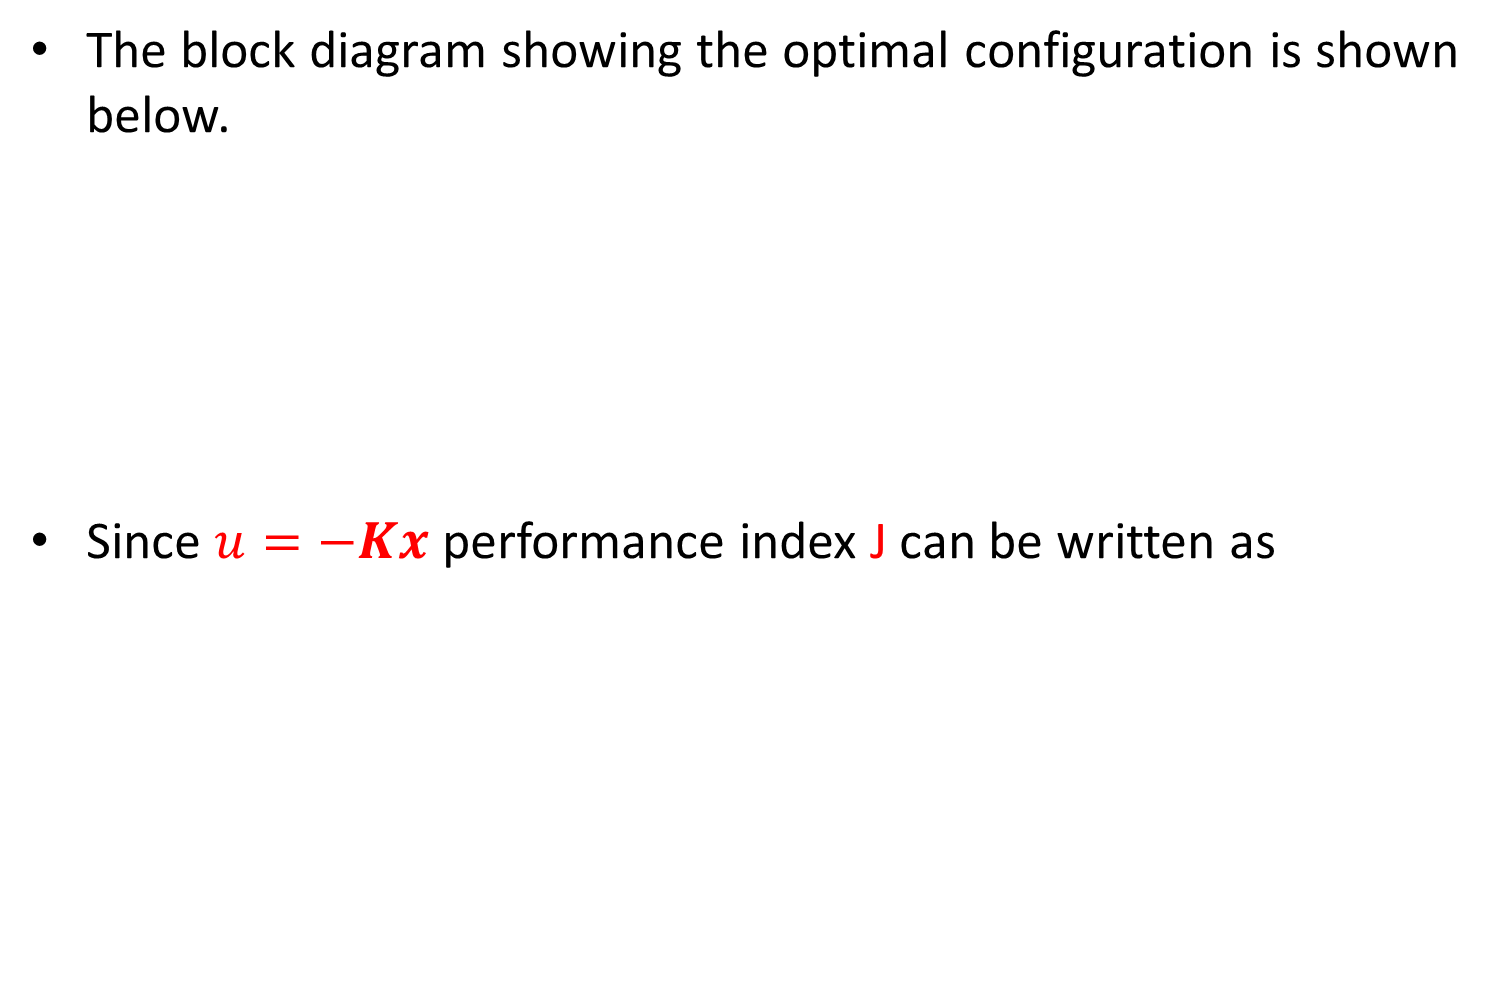 • The block diagram showing the optimal configuration is shown
below.
• Since 𝑢 = −𝑲𝒙 performance index J can be written as